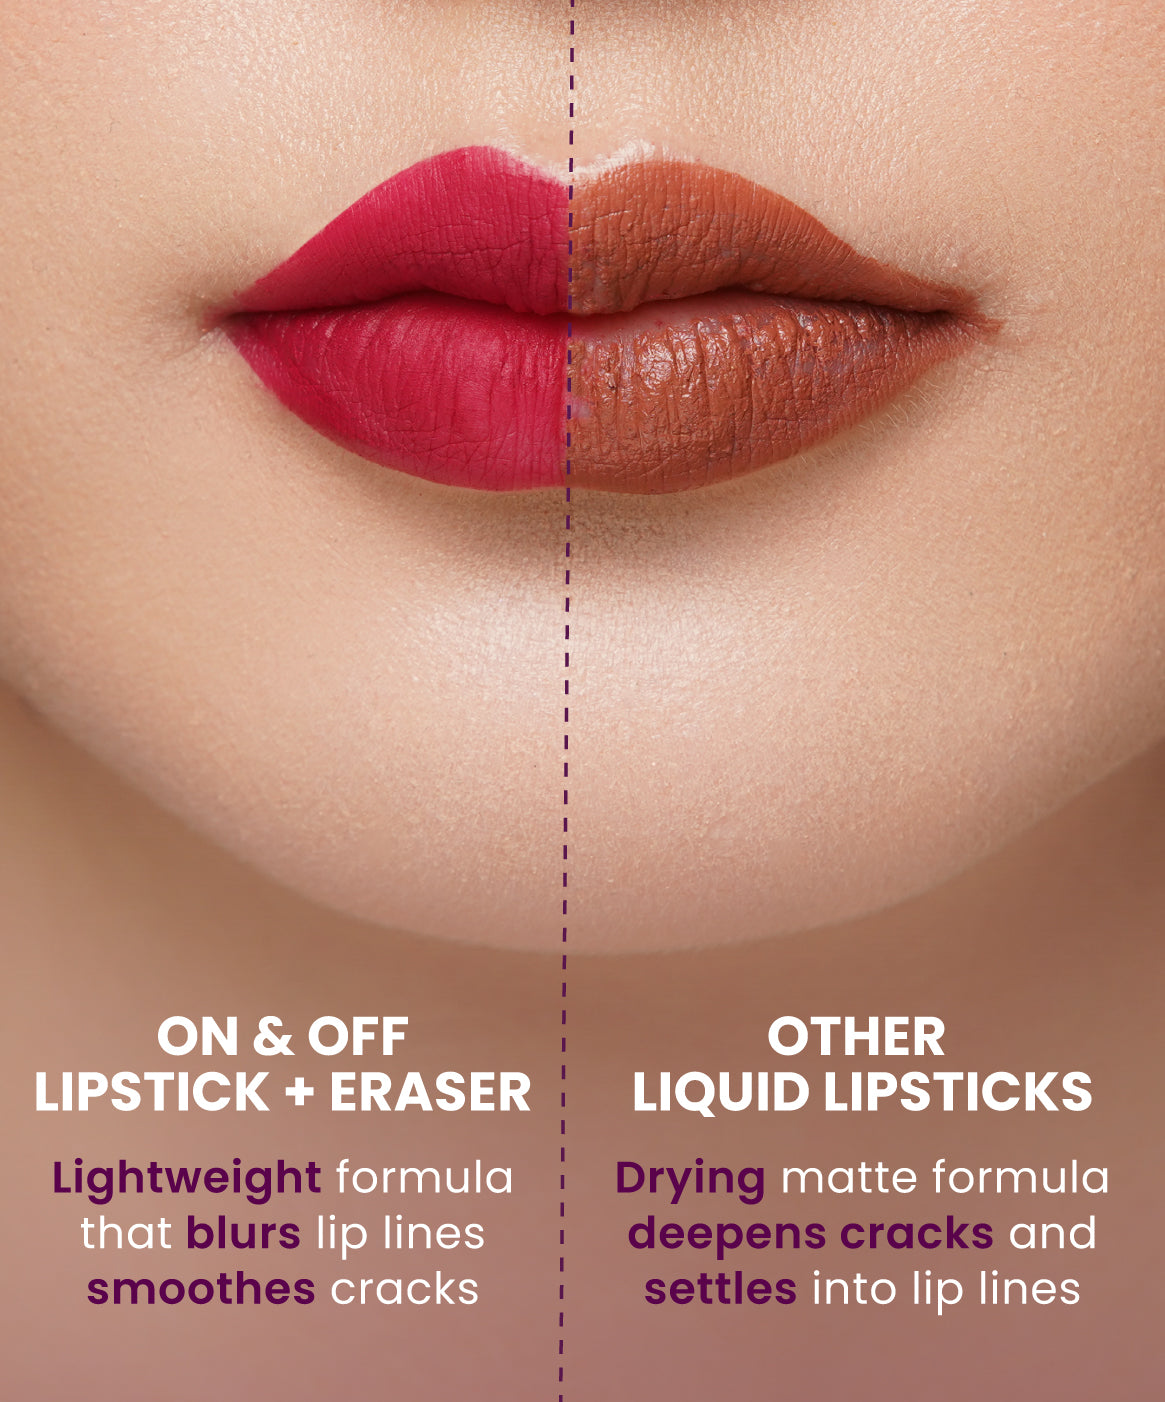 ON & OFF
LIPSTICK + ERASER
Lightweight formula
that blurs lip lines
smoothes cracks
OTHER
LIQUID LIPSTICKS
Drying matte formula
deepens cracks and
settles into lip lines